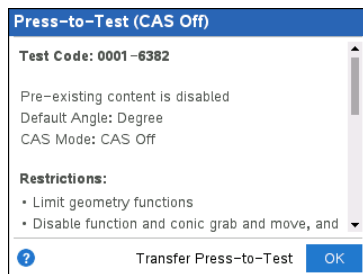 Press-to-Test (CAS Off)
Test Code: 0001-6382
Pre-existing content is disabled
Default Angle: Degree
CAS Mode: CAS Off
Restrictions:
• Limit geometry functions
• Disable function and conic grab and move, and
? Transfer Press-to-Test OK